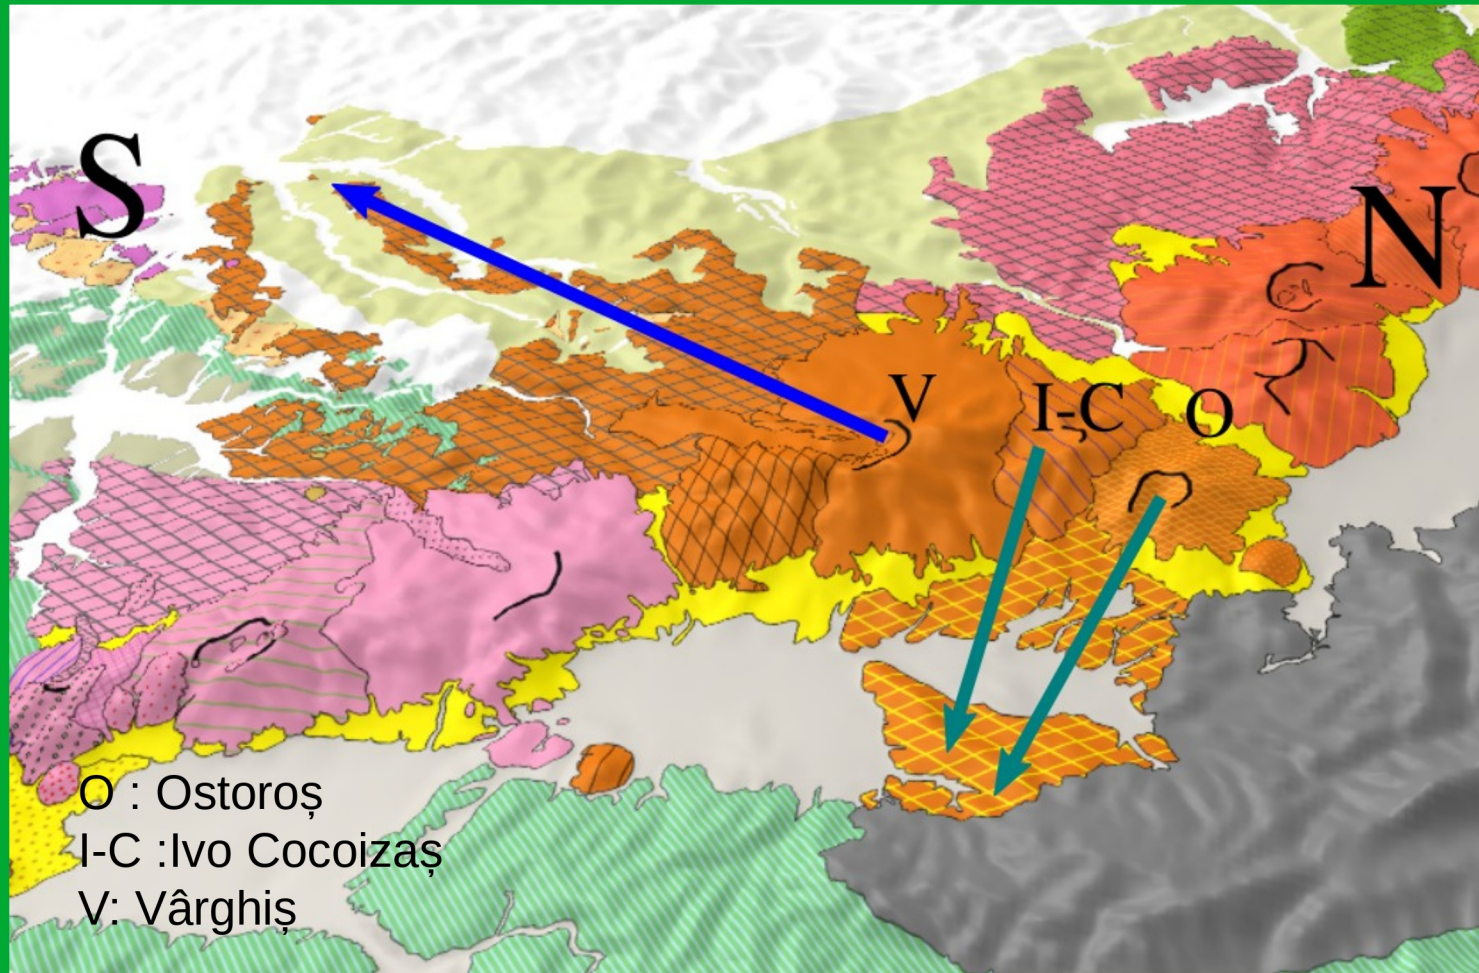 S
N
V
I-C
O
O : Ostoroș
I-C :Ivo Cocoizaș
V: Vârghiș